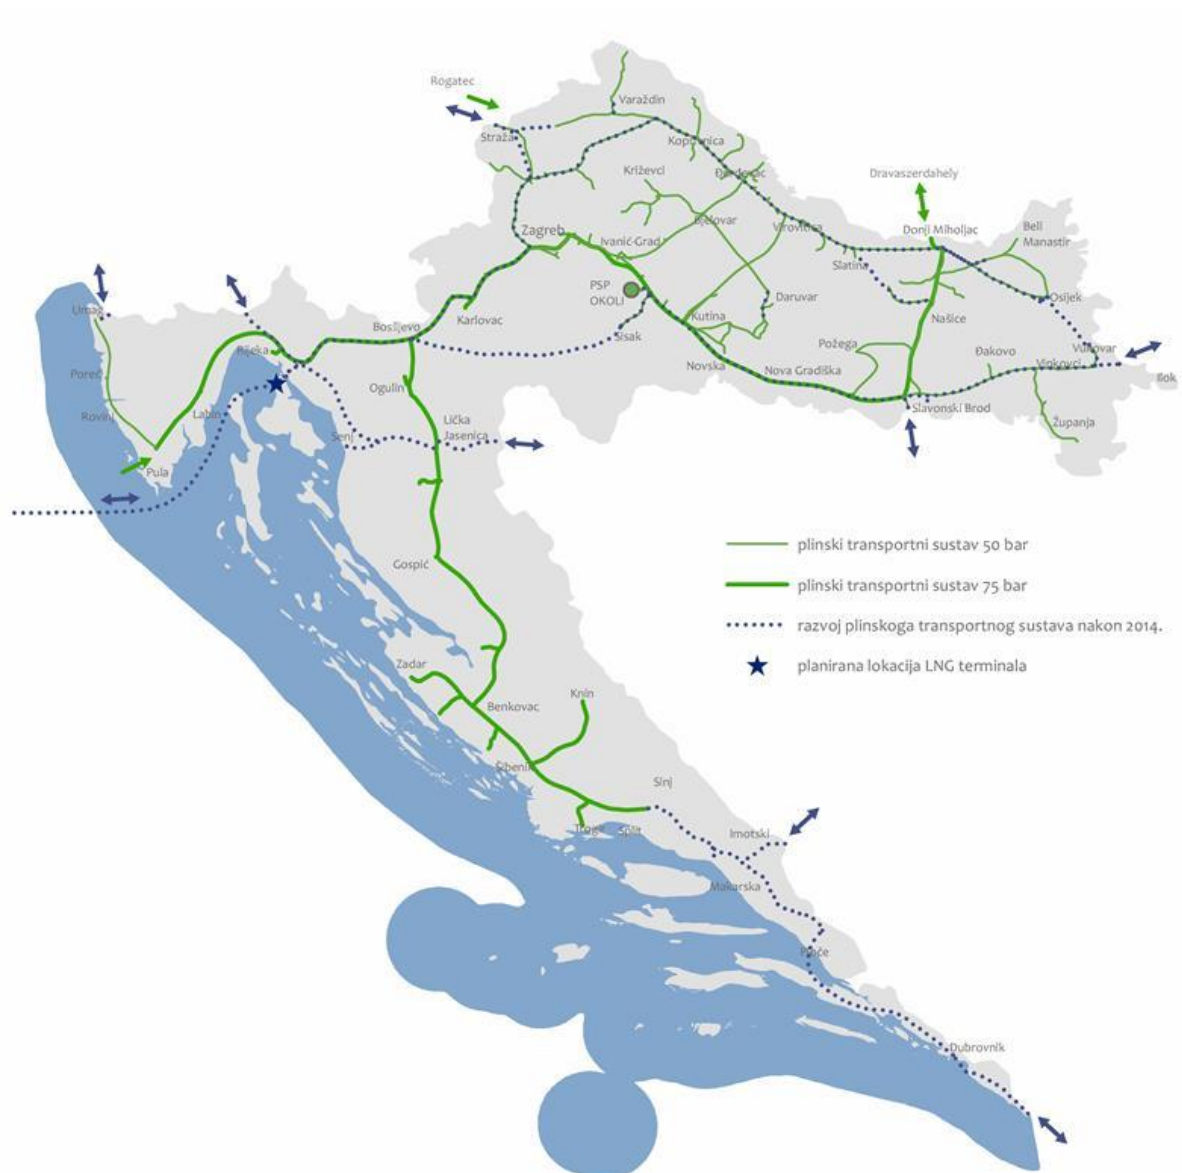 Rogatec
Varaždin
Straža
Koprivnica
Križevci
Đurđevac
Dravaszerdahely
Bjelovar
Virovitica
Zagreb
Ivanić Grad
Donji Miholjac
Beli
Manastir
Slatina
PSP
OKOLI
Daruvar
Osijek
Umag
Karlovac
Bosiljevo
Kutina
Našice
Sisak
Rijeka
Požega
Đakovo
Vukovar
Vinkovci
Ilok
Poreč
Novska
Nova Gradiška
Ogulin
Labin
Rovinj
Slavonski Brod
Županja
Lička
Jasenica
Senj
Pula
plinski transportni sustav 50 bar
plinski transportni sustav 75 bar
razvoj plinskoga transportnog sustava nakon 2014.
planirana lokacija LNG terminala
Gospić
Zadar
Knin
Benkovac
Šibenik
Sinj
Trogir
Split
Imotski
Makarska
Ploče
Dubrovnik